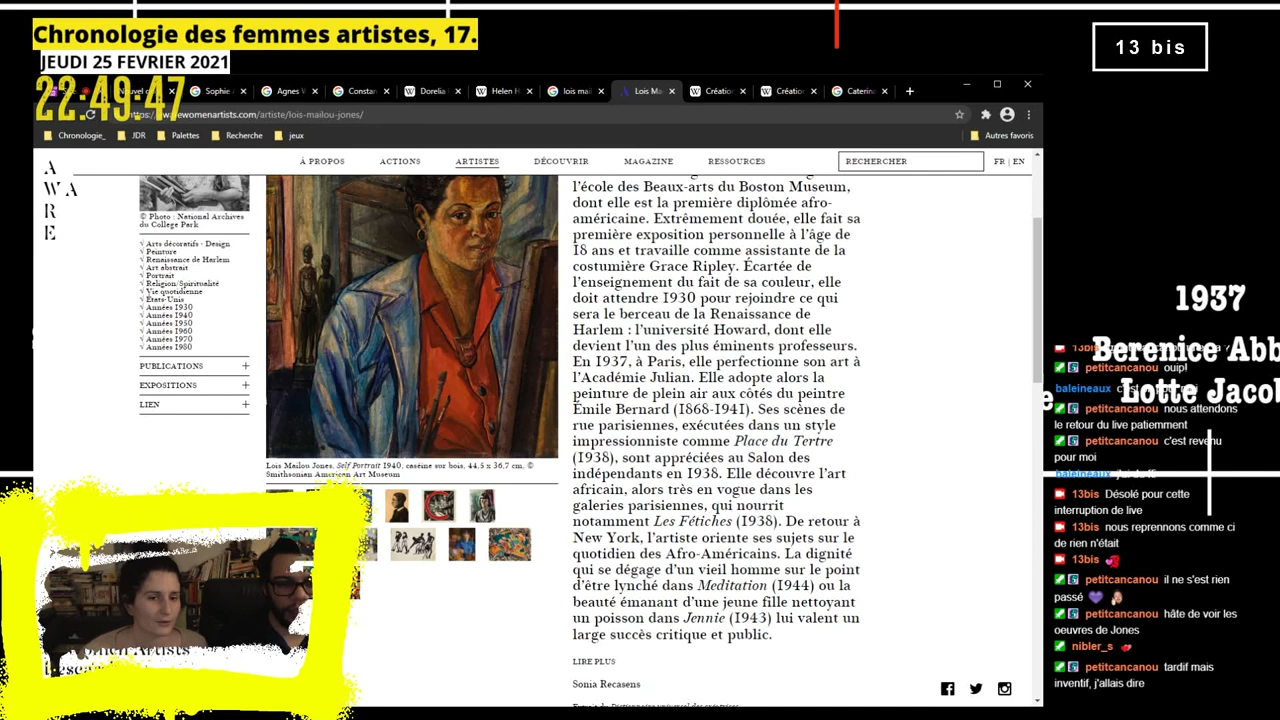 Chronologie des femmes artistes, 17.
JEUDI 25 FEVRIER 2021
22:49:47
13 bis
Sophie
Agnes V
Constan
Dorelia
Helen H
lois mail
Lois Ma
Création
Création
Caterina
awarewomenartists.com/artiste/lois-mailou-jones/
Chronologie_
JDR
Palettes
Recherche
jeux
Autres favoris
A
W A
R
E
À PROPOS
ACTIONS
ARTISTES
DÉCOUVRIR
MAGAZINE
RESSOURCES
RECHERCHER
FR | EN
© Photo : National Archives
du College Park
√ Arts décoratifs - Design
√ Peinture
√ Renaissance de Harlem
√ Art abstrait
√ Portrait
√ Religion/Spiritualité
√ Vie quotidienne
√ États-Unis
√ Années 1930
√ Années 1940
√ Années 1950
√ Années 1960
√ Années 1970
√ Années 1980
PUBLICATIONS +
EXPOSITIONS +
LIEN +
Lois Mailou Jones, Self Portrait 1940, caséine sur bois, 44,5 x 36,7 cm, ©
Smithsonian American Art Museum
l’école des Beaux-arts du Boston Museum,
dont elle est la première diplômée afro-
américaine. Extrêmement douée, elle fait sa
première exposition personnelle à l’âge de
18 ans et travaille comme assistante de la
costumière Grace Ripley. Écartée de
l’enseignement du fait de sa couleur, elle
doit attendre 1930 pour rejoindre ce qui
sera le berceau de la Renaissance de
Harlem : l’université Howard, dont elle
devient l’un des plus éminents professeurs.
En 1937, à Paris, elle perfectionne son art à
l’Académie Julian. Elle adopte alors la
peinture de plein air aux côtés du peintre
Émile Bernard (1868-1941). Ses scènes de
rue parisiennes, exécutées dans un style
impressionniste comme Place du Tertre
(1938), sont appréciées au Salon des
indépendants en 1938. Elle découvre l’art
africain, alors très en vogue dans les
galeries parisiennes, qui nourrit
notamment Les Fétiches (1938). De retour à
New York, l’artiste oriente ses sujets sur le
quotidien des Afro-Américains. La dignité
qui se dégage d’un vieil homme sur le point
d’être lynché dans Meditation (1944) ou la
beauté émanant d’une jeune fille nettoyant
un poisson dans Jennie (1943) lui valent un
large succès critique et public.
LIRE PLUS
Sonia Recasens
1937
Berenice Abb
Lotte Jacob
13bis
petitcancanou ouip!
baleineaux
petitcancanou nous attendons
le retour du live patiemment
petitcancanou c'est revenu
pour moi
baleineaux
13bis Désolé pour cette
interruption de live
13bis nous reprennons comme ci
de rien n'était
13bis
petitcancanou il ne s'est rien
passé
petitcancanou hâte de voir les
oeuvres de Jones
nibler_s
petitcancanou tardif mais
inventif, j'allais dire